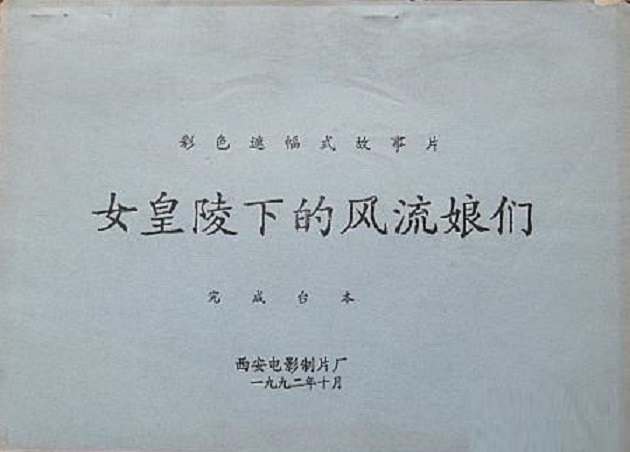 彩色遮幅式故事片
女皇陵下的风流娘们
完成台本
西安电影制片厂
一九九二年十月